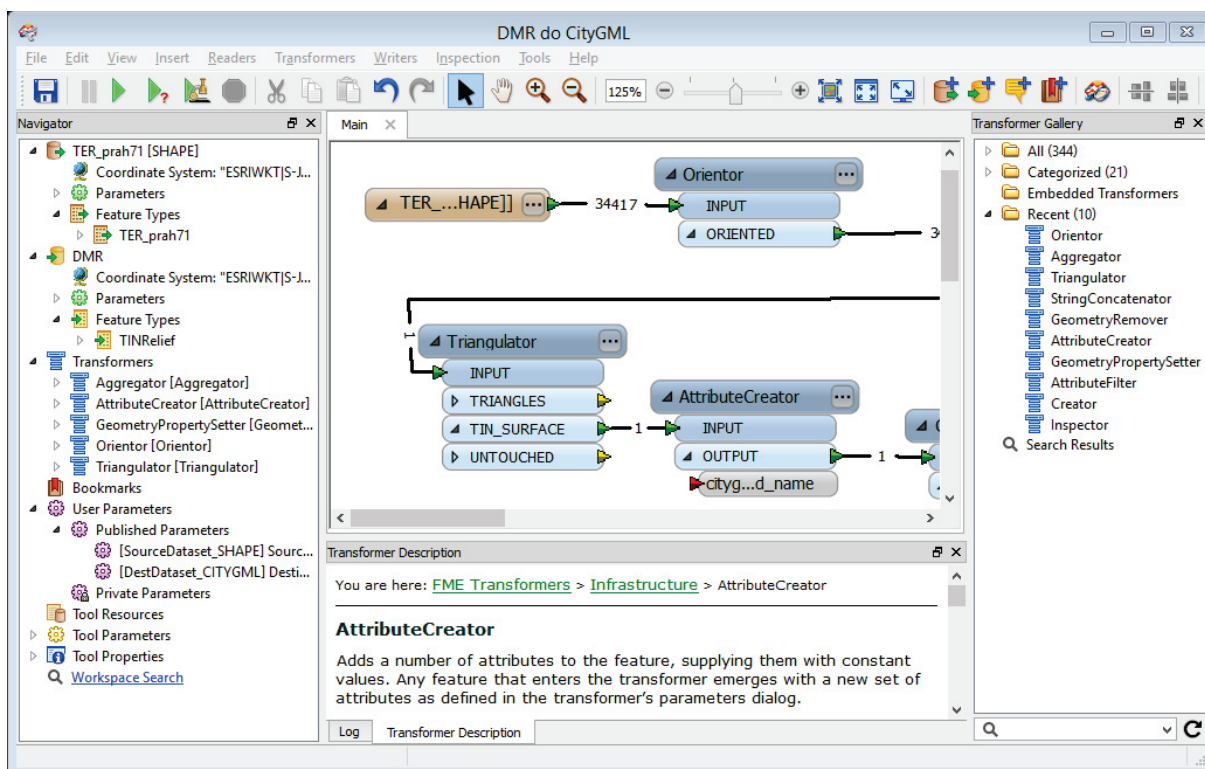 DMR do CityGML
File Edit View Insert Readers Transformers Writers Inspection Tools Help
125%
Navigator
TER_prah71 [SHAPE]
Coordinate System: "ESRIWKT|S-J...
Parameters
Feature Types
TER_prah71
DMR
Coordinate System: "ESRIWKT|S-J...
Parameters
Feature Types
TINRelief
Transformers
Aggregator [Aggregator]
AttributeCreator [AttributeCreator]
GeometryPropertySetter [Geomet...
Orientor [Orientor]
Triangulator [Triangulator]
Bookmarks
User Parameters
Published Parameters
[SourceDataset_SHAPE] Sourc...
[DestDataset_CITYGML] Desti...
Private Parameters
Tool Resources
Tool Parameters
Tool Properties
Workspace Search
Main
TER_...HAPE]]
34417
Orientor
INPUT
ORIENTED
3
1
Triangulator
INPUT
TRIANGLES
TIN_SURFACE
UNTOUCHED
1
AttributeCreator
INPUT
OUTPUT
cityg...d_name
1
Transformer Description
You are here: FME Transformers > Infrastructure > AttributeCreator
AttributeCreator
Adds a number of attributes to the feature, supplying them with constant
values. Any feature that enters the transformer emerges with a new set of
attributes as defined in the transformer's parameters dialog.
Log Transformer Description
Transformer Gallery
All (344)
Categorized (21)
Embedded Transformers
Recent (10)
Orientor
Aggregator
Triangulator
StringConcatenator
GeometryRemover
AttributeCreator
GeometryPropertySetter
AttributeFilter
Creator
Inspector
Search Results